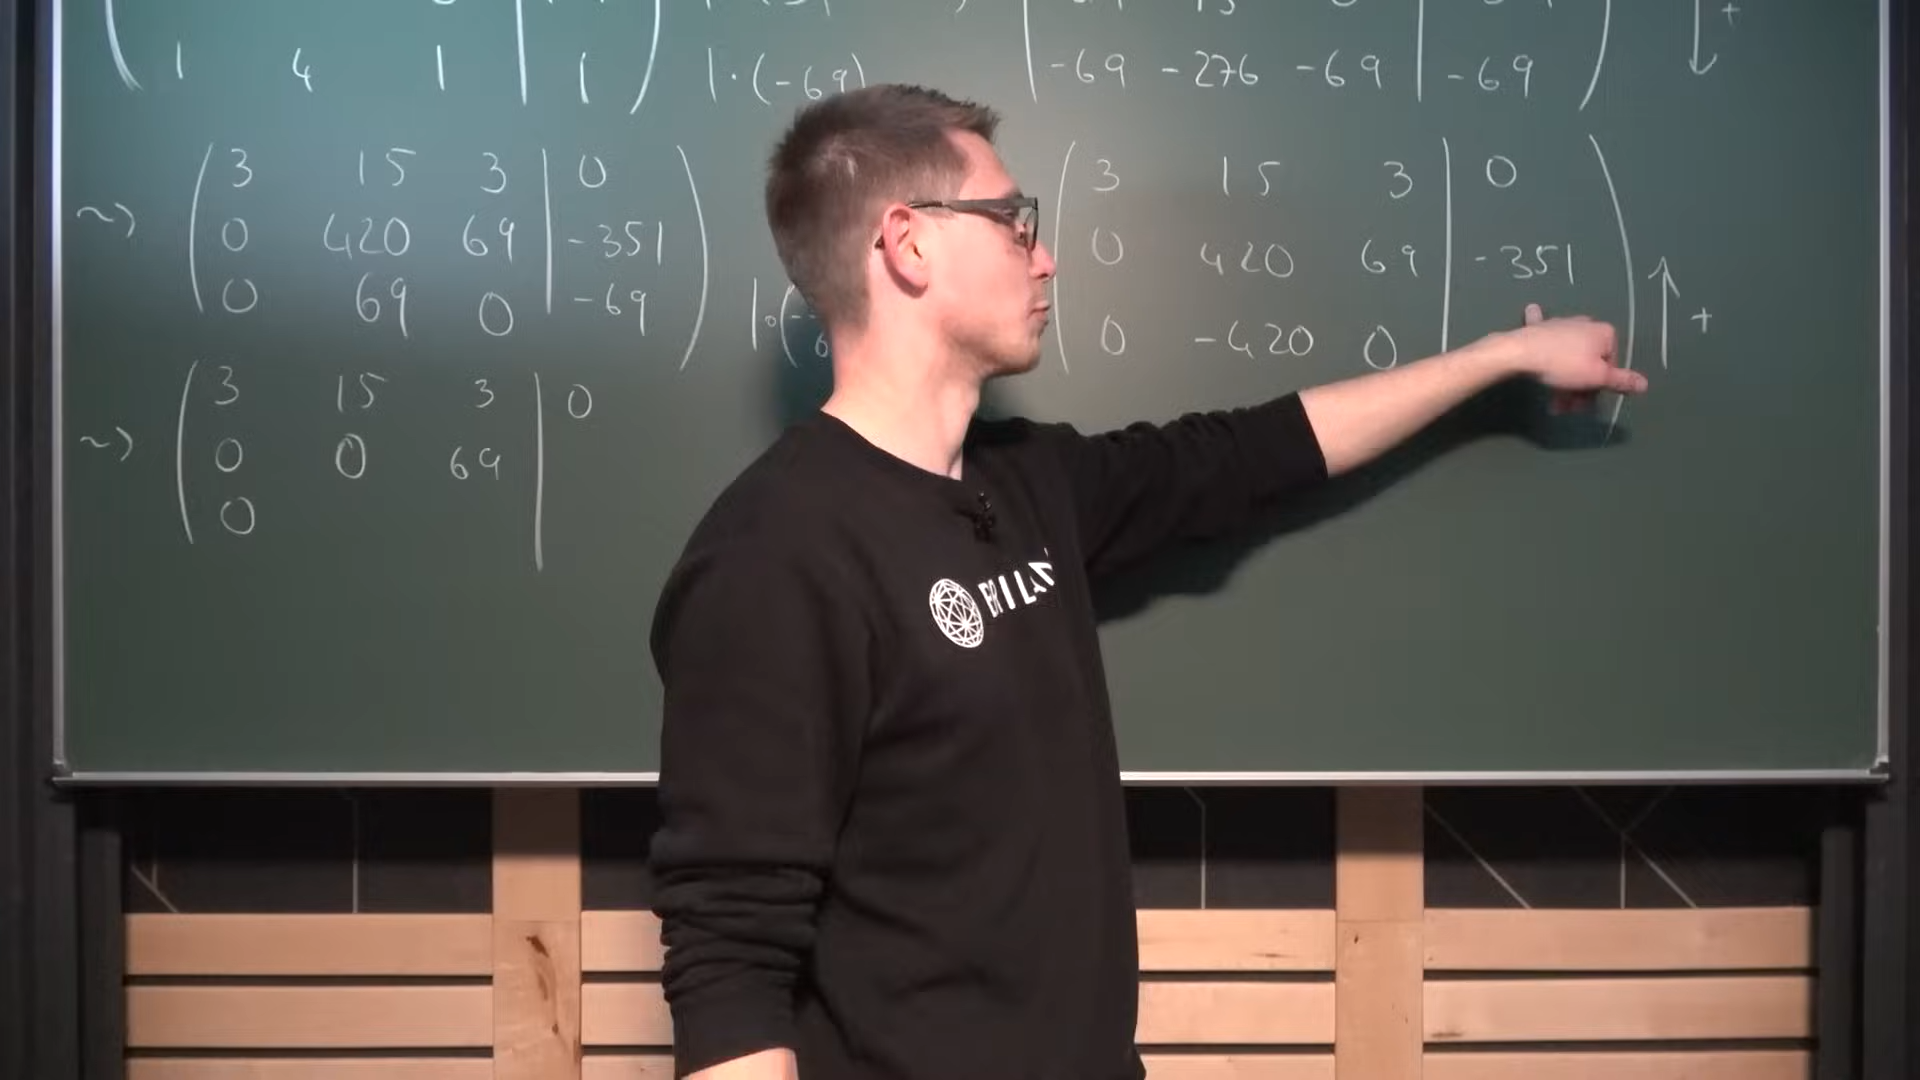 1 4 1 | 1 ) |·(-69)
-69 -276 -69 | -69 ) ↓ +
~> ( 3 15 3 | 0 )
0 420 69 | -351
0 69 0 | -69
( 3 15 3 | 0 )
0 420 69 | -351
0 -420 0 | ↑ +
~> ( 3 15 3 | 0
0 0 69 |
0